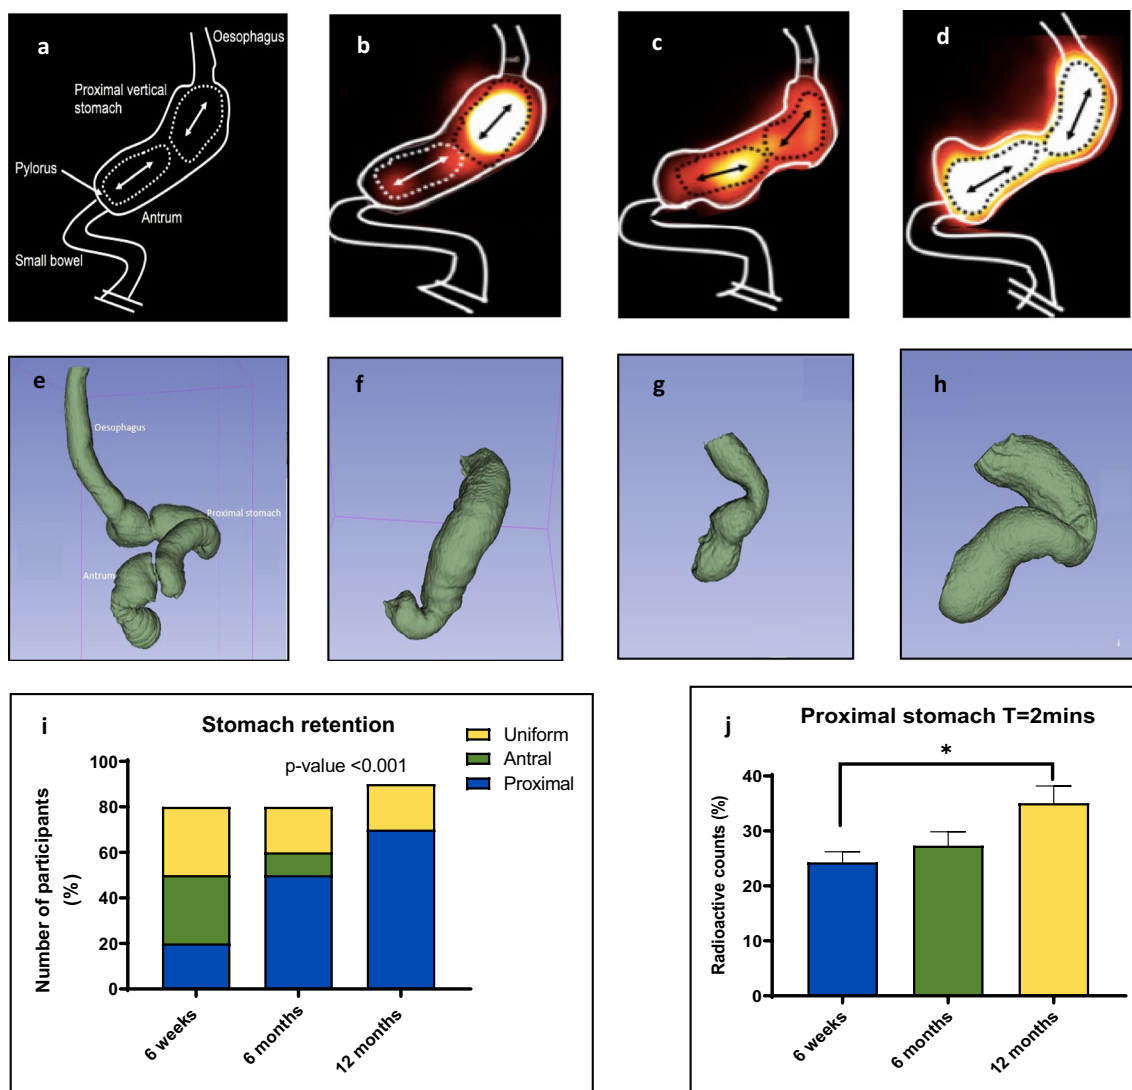 a
Oesophagus
Proximal vertical
stomach
Pylorus
Antrum
Small bowel
b
c
d
e
Oesophagus
Proximal stomach
Antrum
f
g
h
i
Stomach retention
p-value <0.001
Uniform
Antral
Proximal
Number of participants
(%)
100
80
60
40
20
0
6 weeks
6 months
12 months
j
Proximal stomach T=2mins
*
Radioactive counts (%)
40
30
20
10
0
6 weeks
6 months
12 months